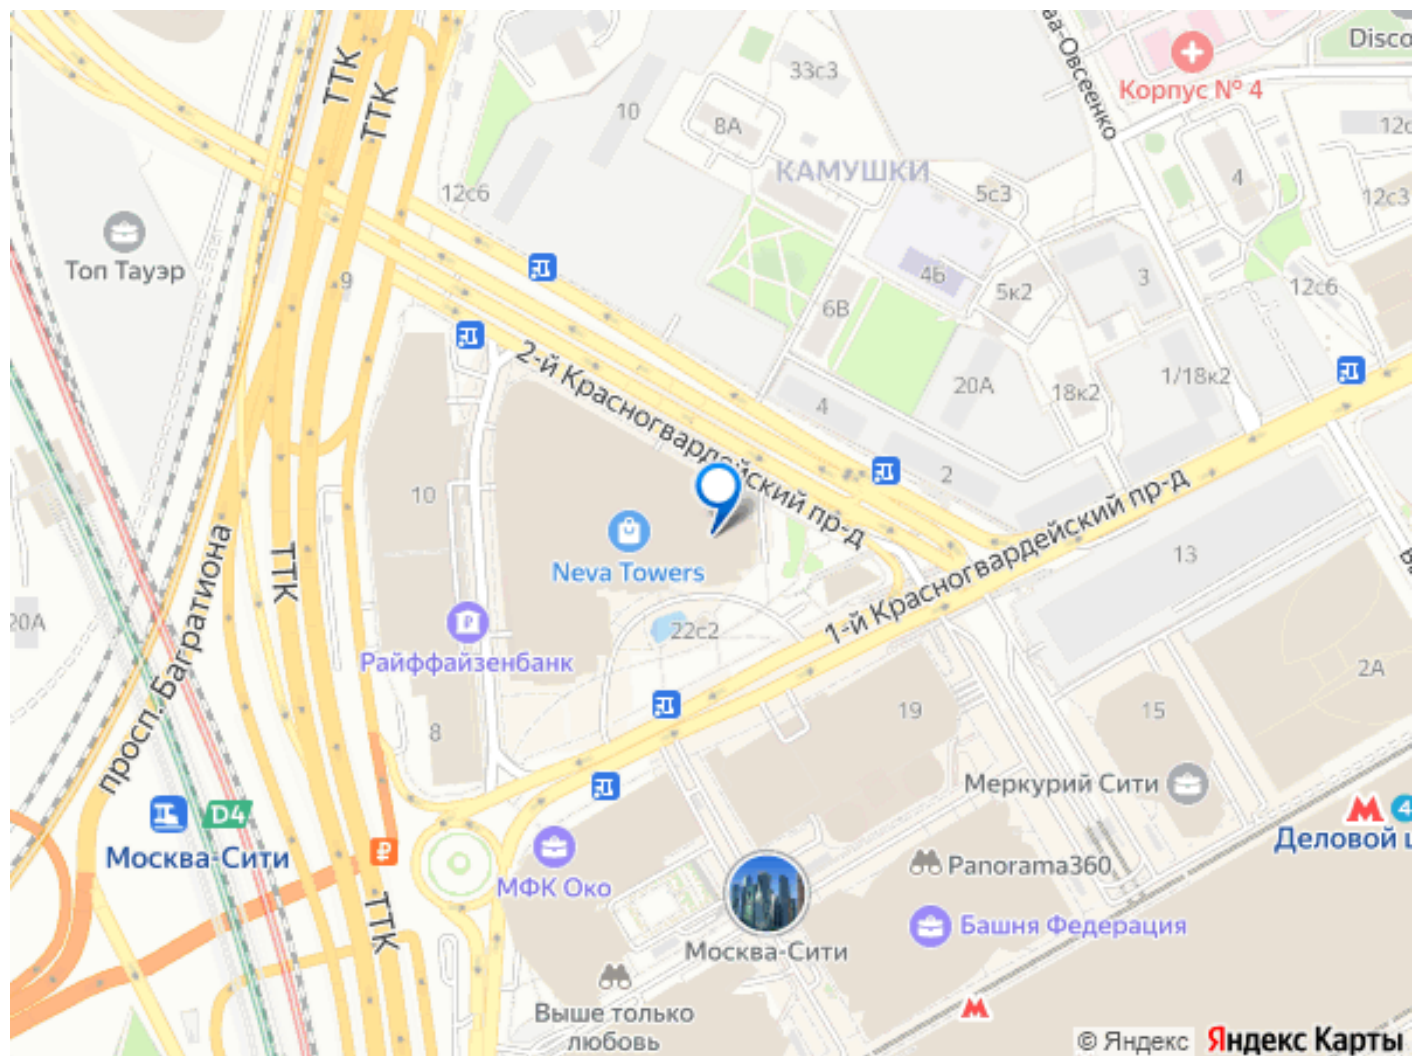 ТТК
ТТК
33с3
10
8А
КАМУШКИ
12с6
5с3
Корпус № 4
Disco
4
12с3
Топ Тауэр
9
4Б
5к2
3
12с6
6В
2-й Красногвардейский пр-д
4
20А
18к2
1/18к2
2
10
Neva Towers
1-й Красногвардейский пр-д
13
ТТК
просп. Багратиона
20А
22с2
Райффайзенбанк
2А
8
19
15
Меркурий Сити
D4
Москва-Сити
МФК Око
Panorama360
4
Деловой ц
Башня Федерация
ТТК
Москва-Сити
Выше только
любовь
© Яндекс Яндекс Карты